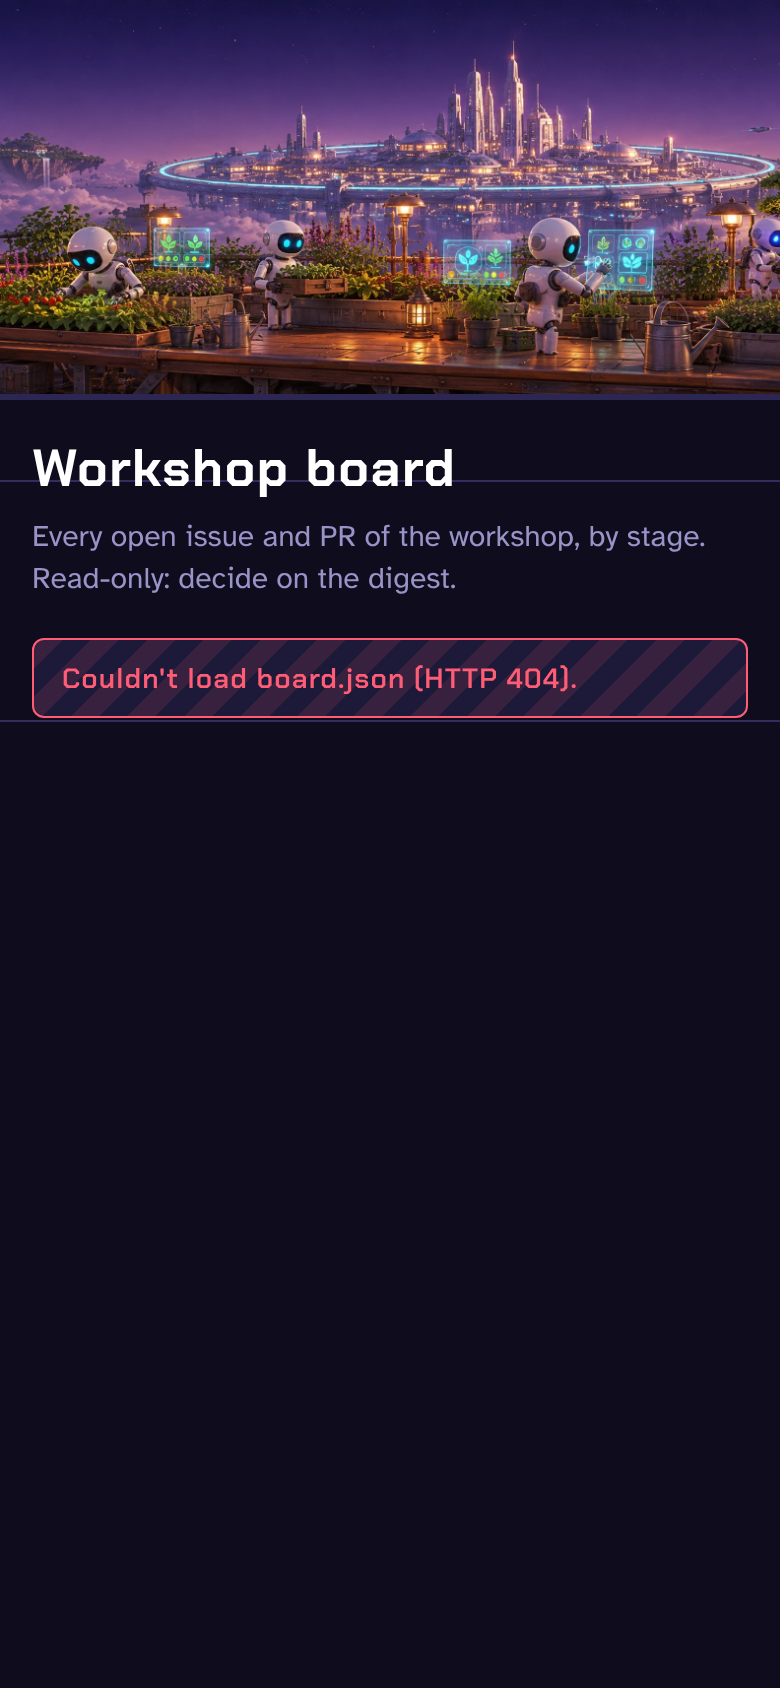 Workshop board
Every open issue and PR of the workshop, by stage.
Read-only: decide on the digest.
Couldn't load board.json (HTTP 404).